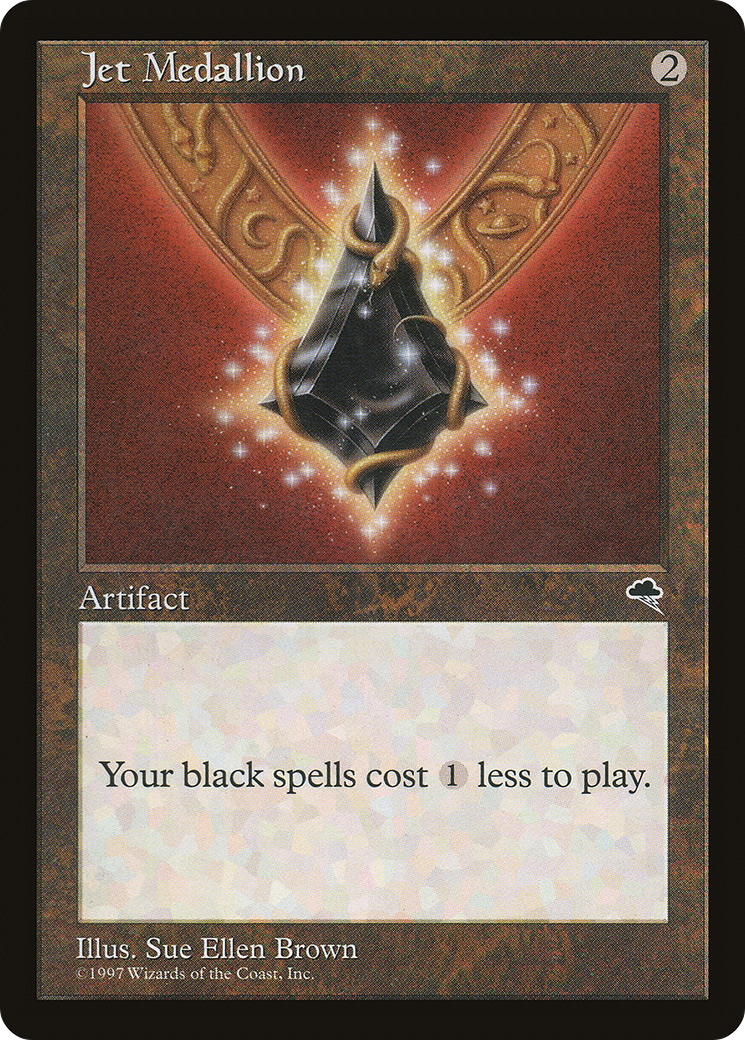 Jet Medallion 2
Artifact
Your black spells cost 1 less to play.
Illus. Sue Ellen Brown
©1997 Wizards of the Coast, Inc.